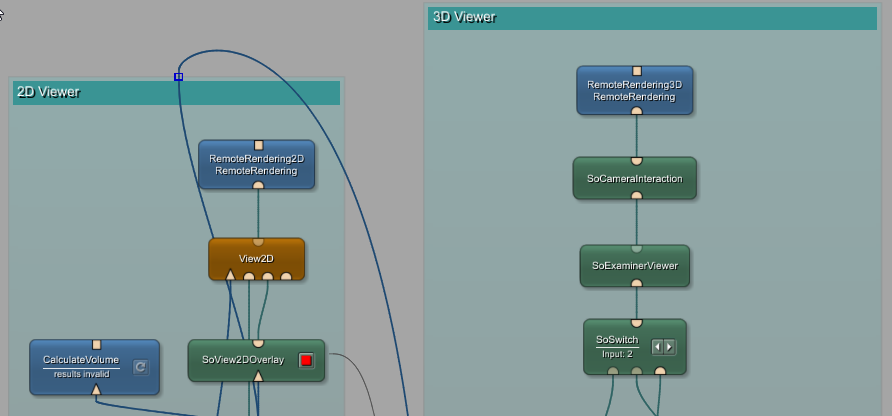 2D Viewer
RemoteRendering2D
RemoteRendering
View2D
CalculateVolume
results invalid
SoView2DOverlay
3D Viewer
RemoteRendering3D
RemoteRendering
SoCameraInteraction
SoExaminerViewer
SoSwitch
Input: 2